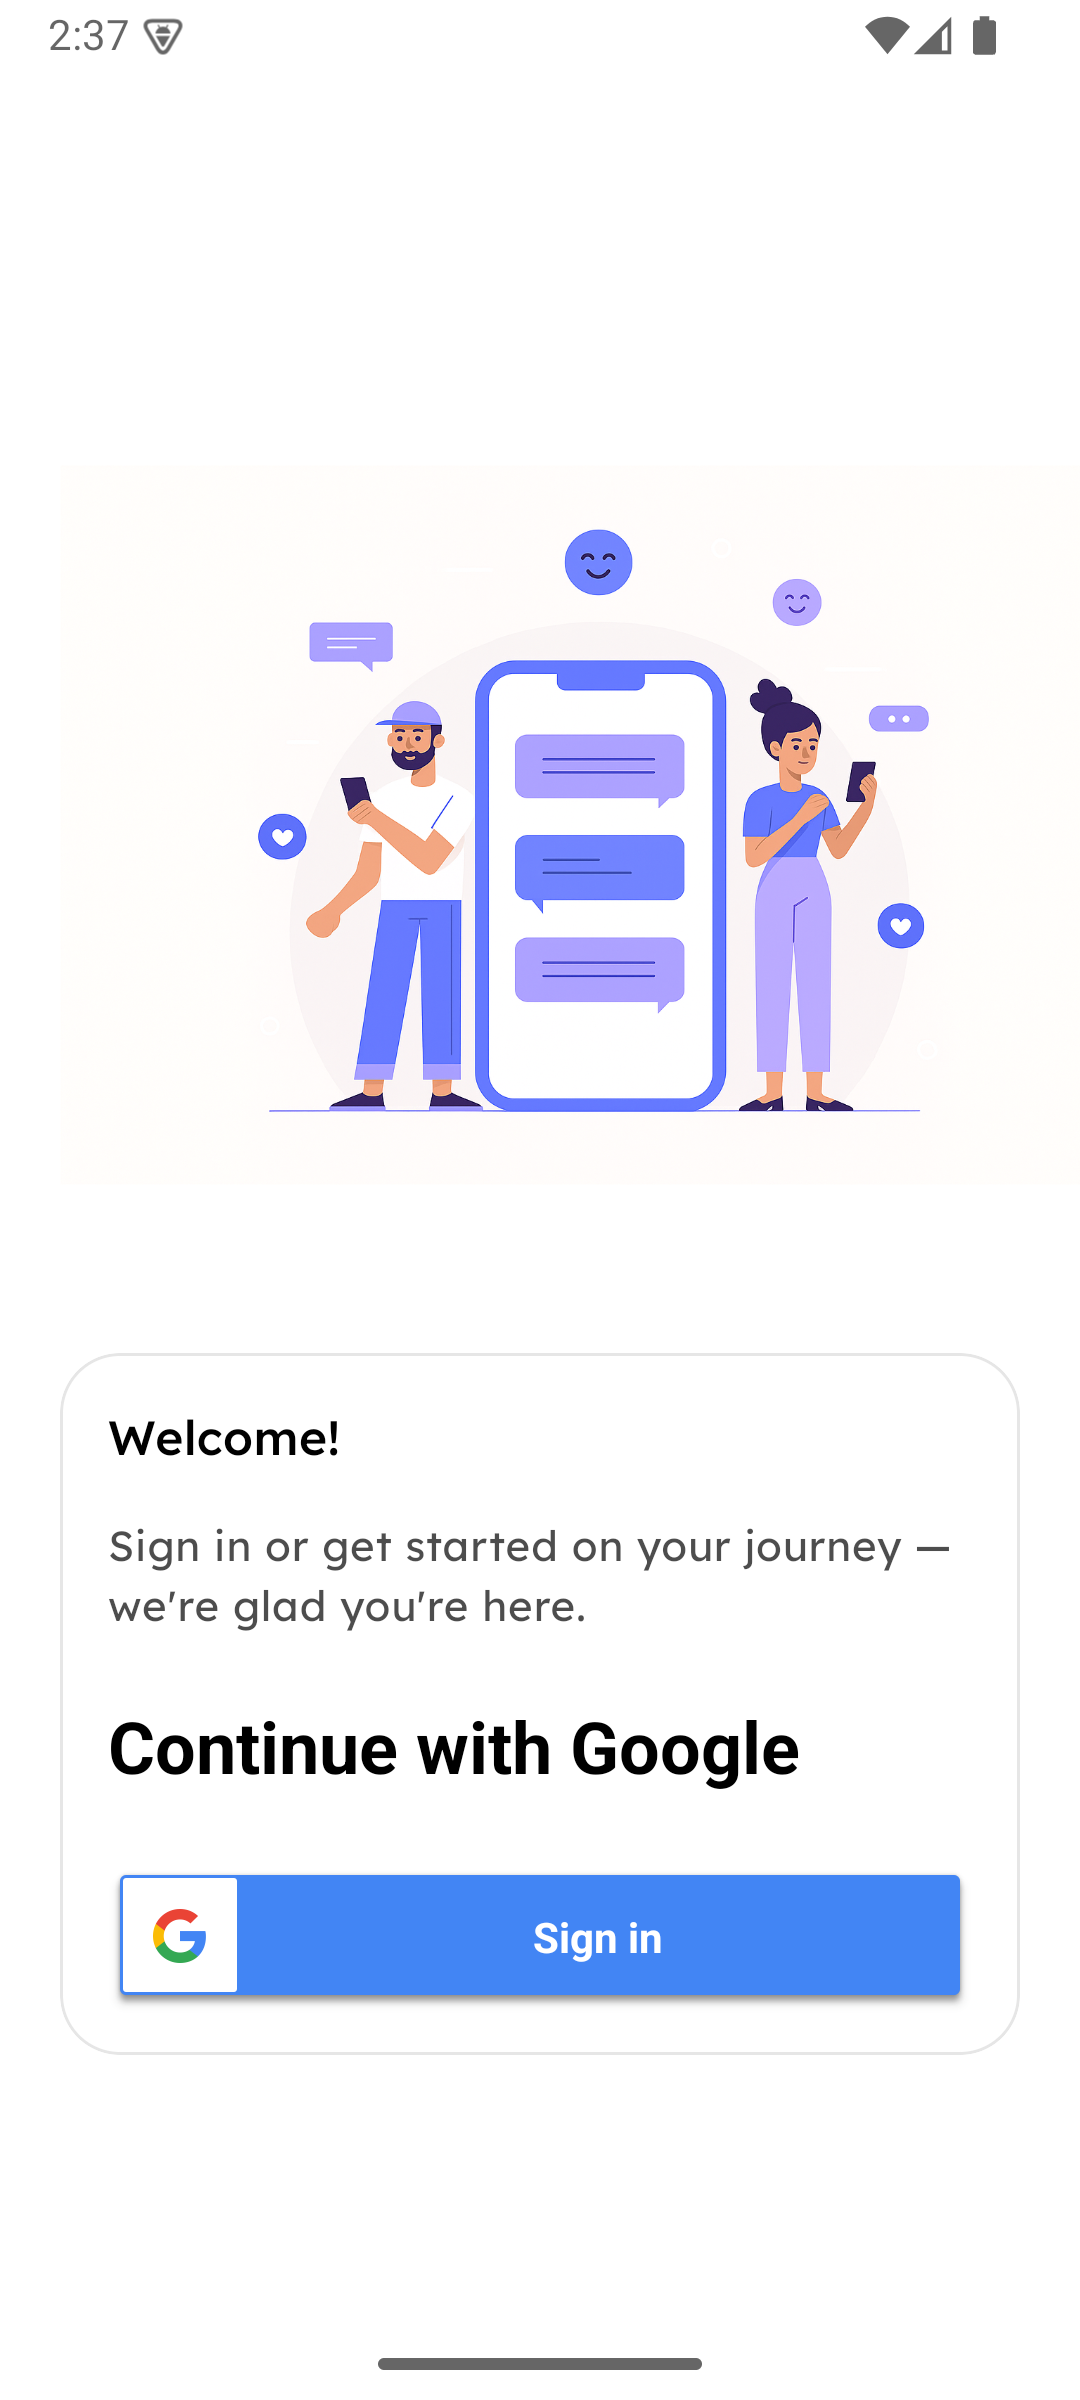 2:37
Welcome!
Sign in or get started on your journey —
we're glad you're here.
Continue with Google
Sign in